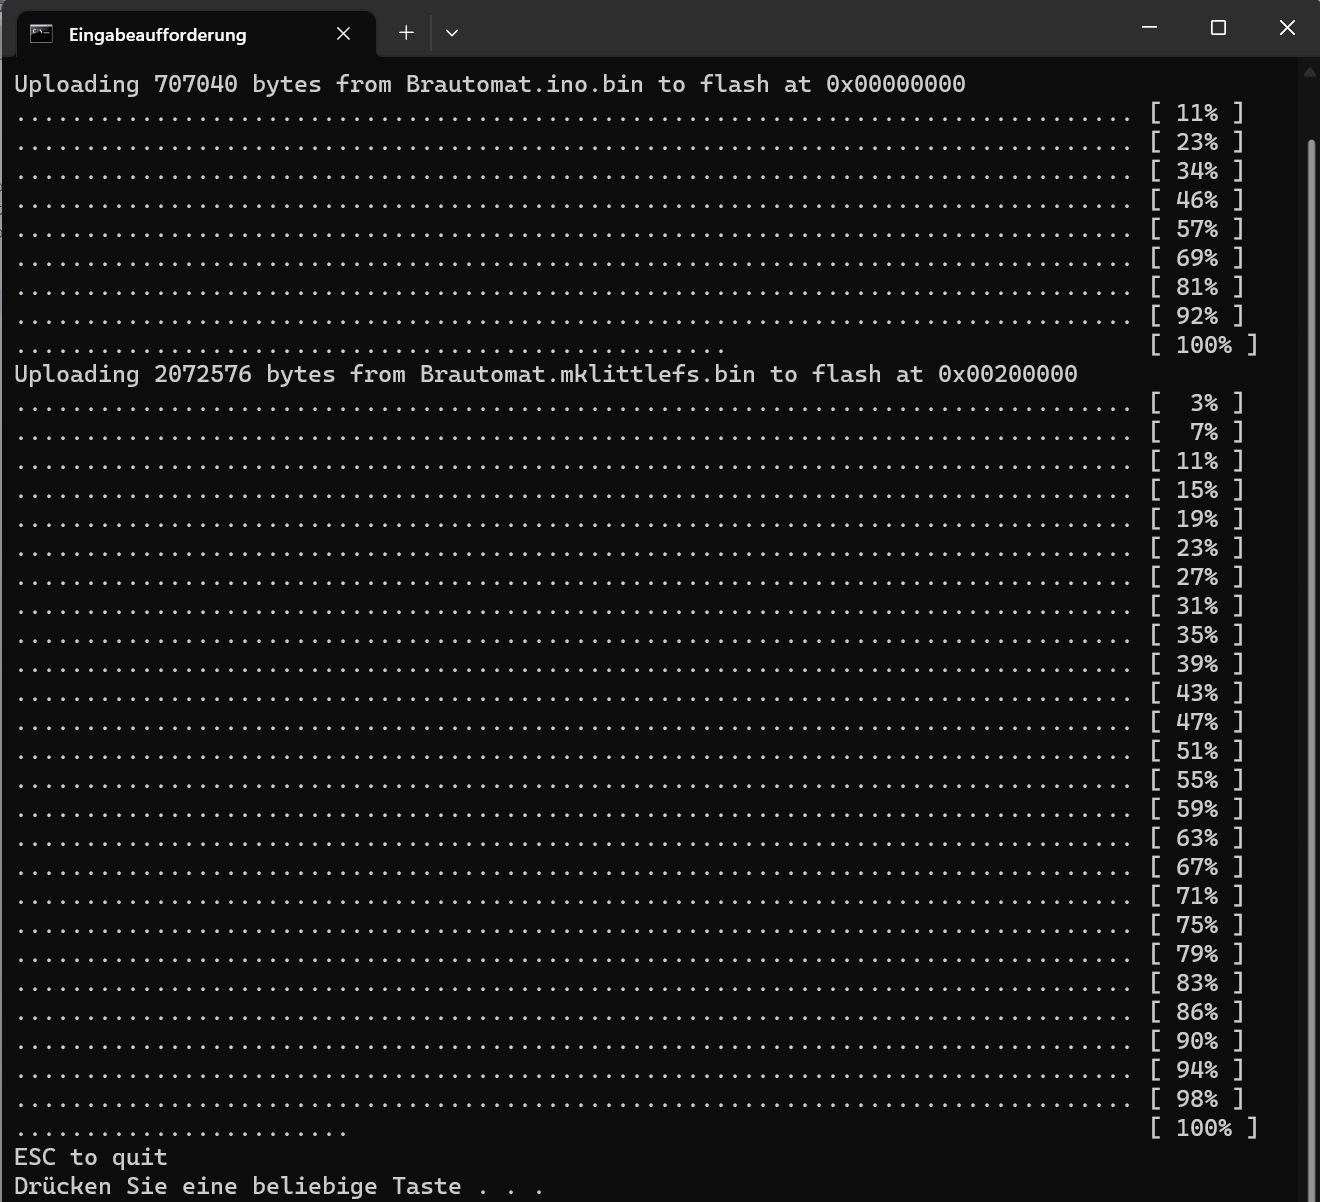 Eingabeaufforderung
Uploading 707040 bytes from Brautomat.ino.bin to flash at 0x00000000
................................................................................ [ 11% ]
................................................................................ [ 23% ]
................................................................................ [ 34% ]
................................................................................ [ 46% ]
................................................................................ [ 57% ]
................................................................................ [ 69% ]
................................................................................ [ 81% ]
................................................................................ [ 92% ]
...................................................                              [ 100% ]
Uploading 2072576 bytes from Brautomat.mklittlefs.bin to flash at 0x00200000
................................................................................ [  3% ]
................................................................................ [  7% ]
................................................................................ [ 11% ]
................................................................................ [ 15% ]
................................................................................ [ 19% ]
................................................................................ [ 23% ]
................................................................................ [ 27% ]
................................................................................ [ 31% ]
................................................................................ [ 35% ]
................................................................................ [ 39% ]
................................................................................ [ 43% ]
................................................................................ [ 47% ]
................................................................................ [ 51% ]
................................................................................ [ 55% ]
................................................................................ [ 59% ]
................................................................................ [ 63% ]
................................................................................ [ 67% ]
................................................................................ [ 71% ]
................................................................................ [ 75% ]
................................................................................ [ 79% ]
................................................................................ [ 83% ]
................................................................................ [ 86% ]
................................................................................ [ 90% ]
................................................................................ [ 94% ]
................................................................................ [ 98% ]
........................                                                         [ 100% ]
ESC to quit
Drücken Sie eine beliebige Taste . . .